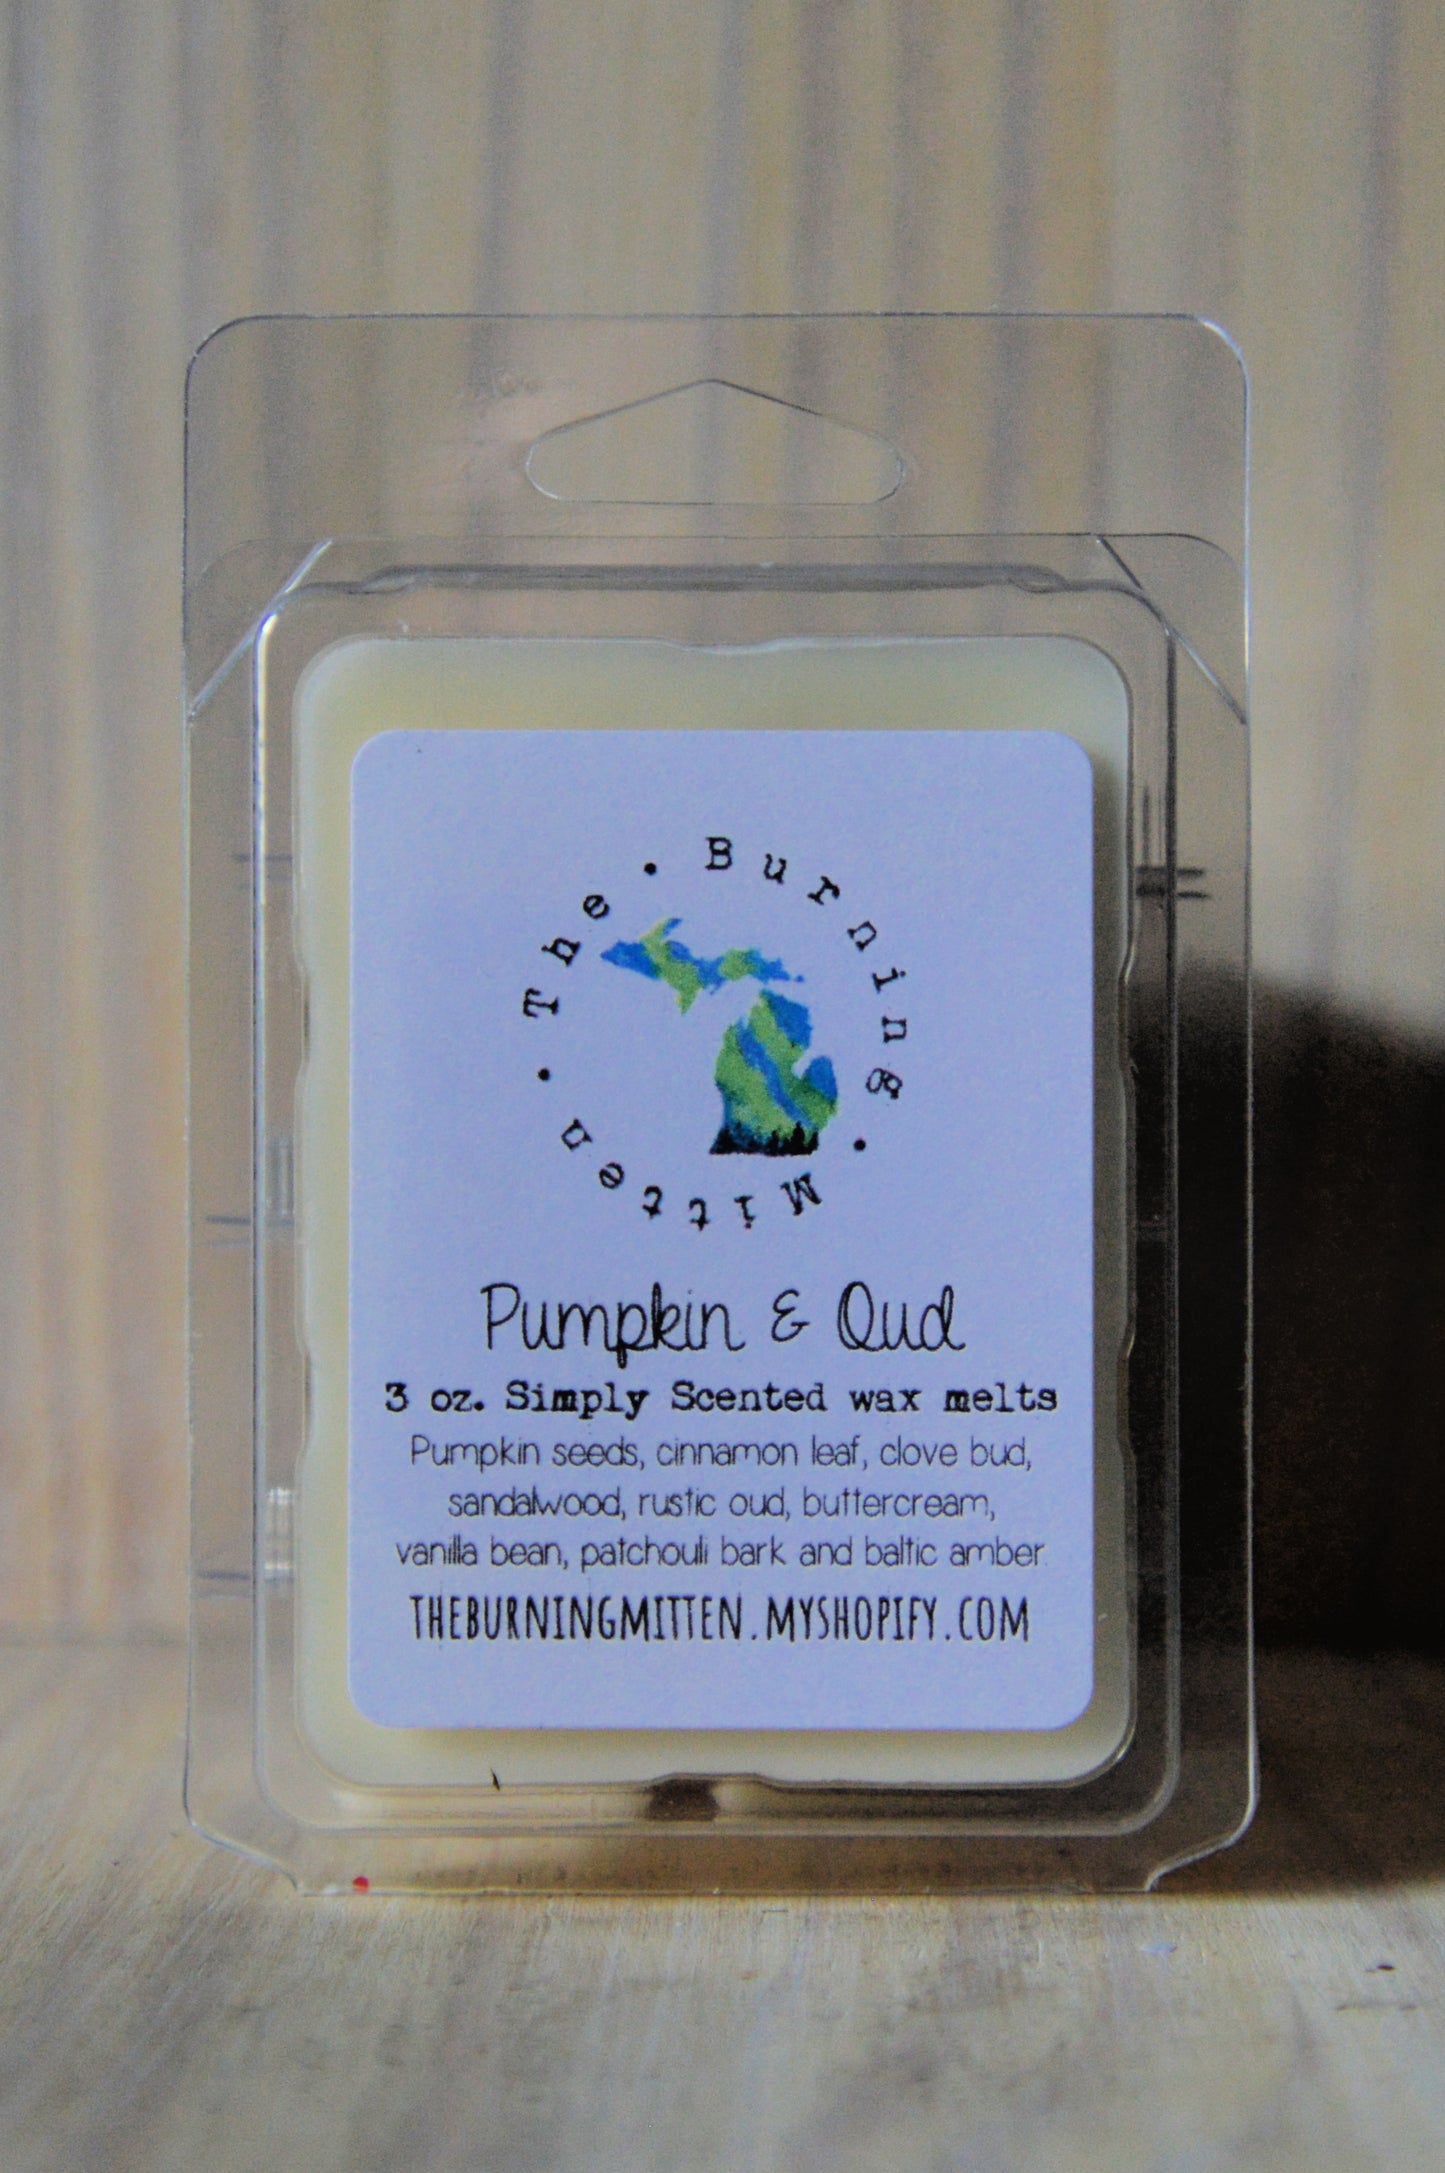 The • Burning • Mitten •
Pumpkin & Oud
3 oz. Simply Scented wax melts
Pumpkin seeds, cinnamon leaf, clove bud,
sandalwood, rustic oud, buttercream,
vanilla bean, patchouli bark and baltic amber.
THEBURNINGMITTEN.MYSHOPIFY.COM